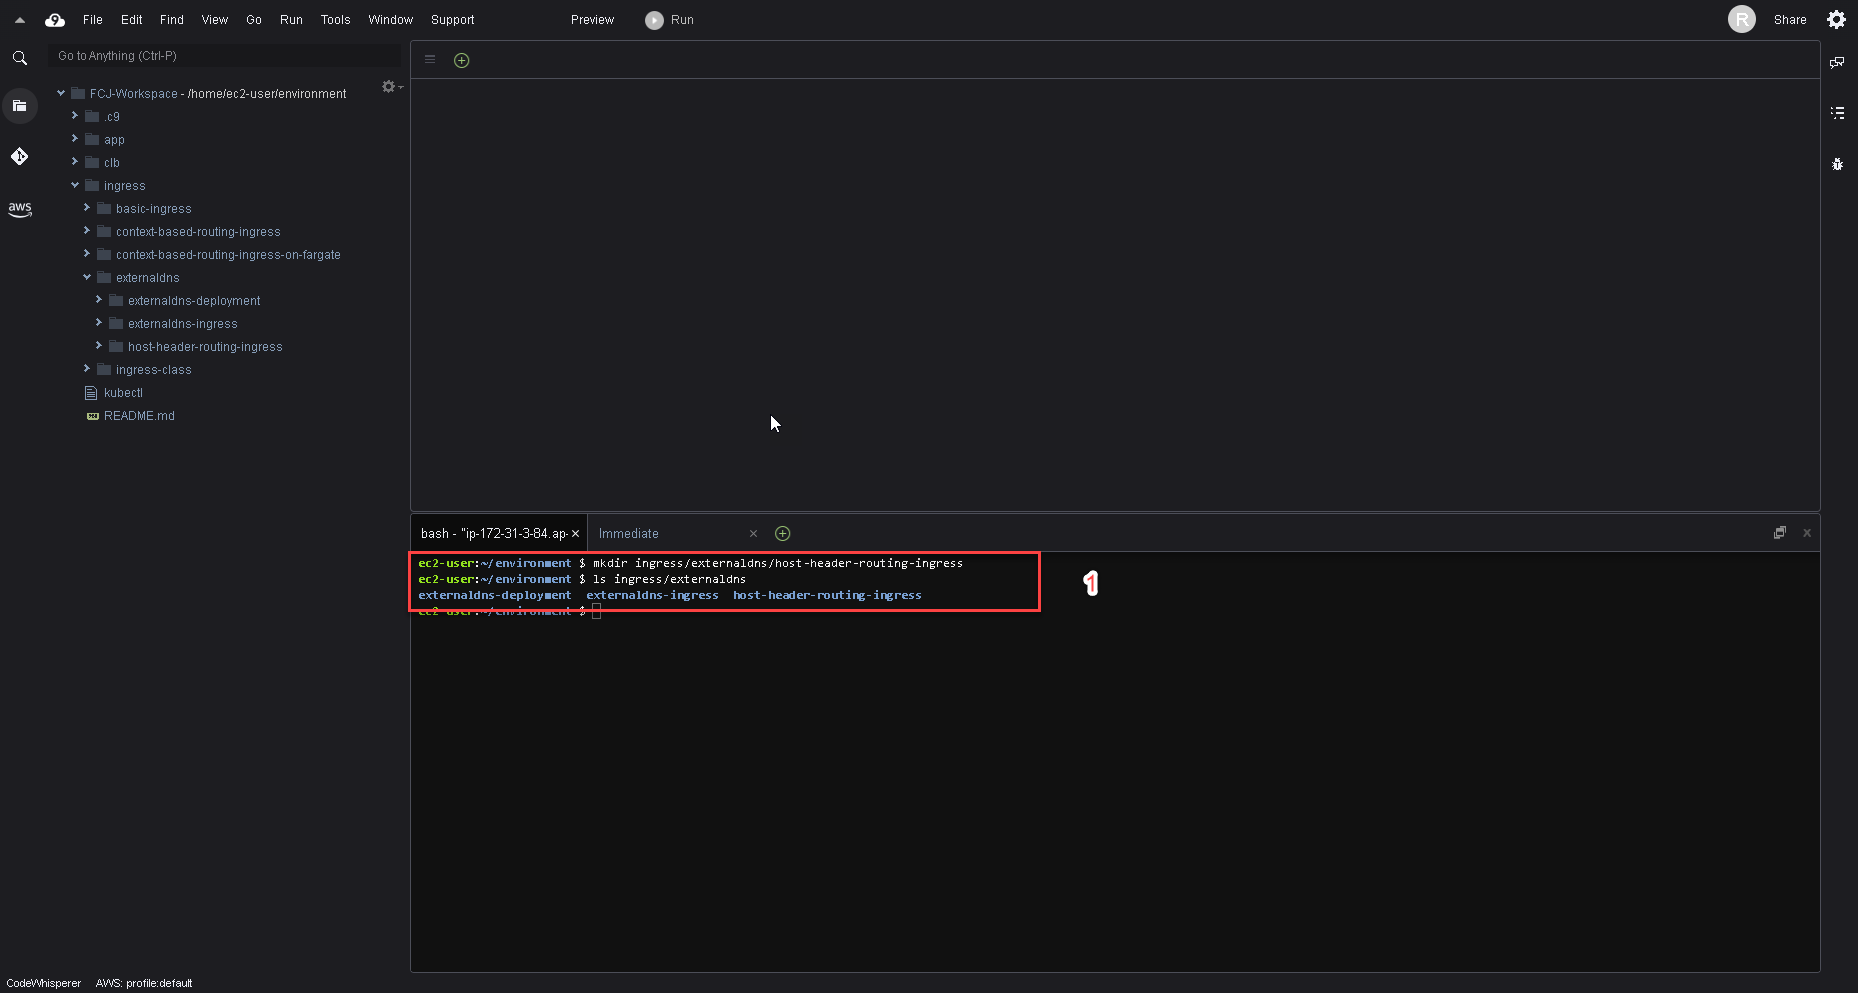 File Edit Find View Go Run Tools Window Support Preview Run R Share
Go to Anything (Ctrl-P)
FCJ-Workspace - /home/ec2-user/environment
.c9
app
clb
ingress
basic-ingress
aws
context-based-routing-ingress
context-based-routing-ingress-on-fargate
externaldns
externaldns-deployment
externaldns-ingress
host-header-routing-ingress
ingress-class
kubectl
README.md
bash - "ip-172-31-3-84.ap- Immediate
ec2-user:~/environment $ mkdir ingress/externaldns/host-header-routing-ingress
ec2-user:~/environment $ ls ingress/externaldns
externaldns-deployment externaldns-ingress host-header-routing-ingress
ec2-user:~/environment $
1
CodeWhisperer AWS: profile:default